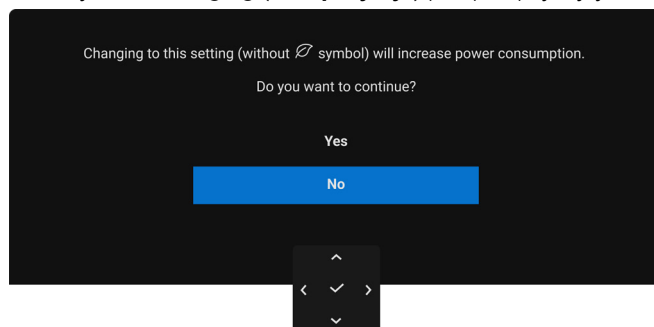 Changing to this setting (without symbol) will increase power consumption.
Do you want to continue?
Yes
No